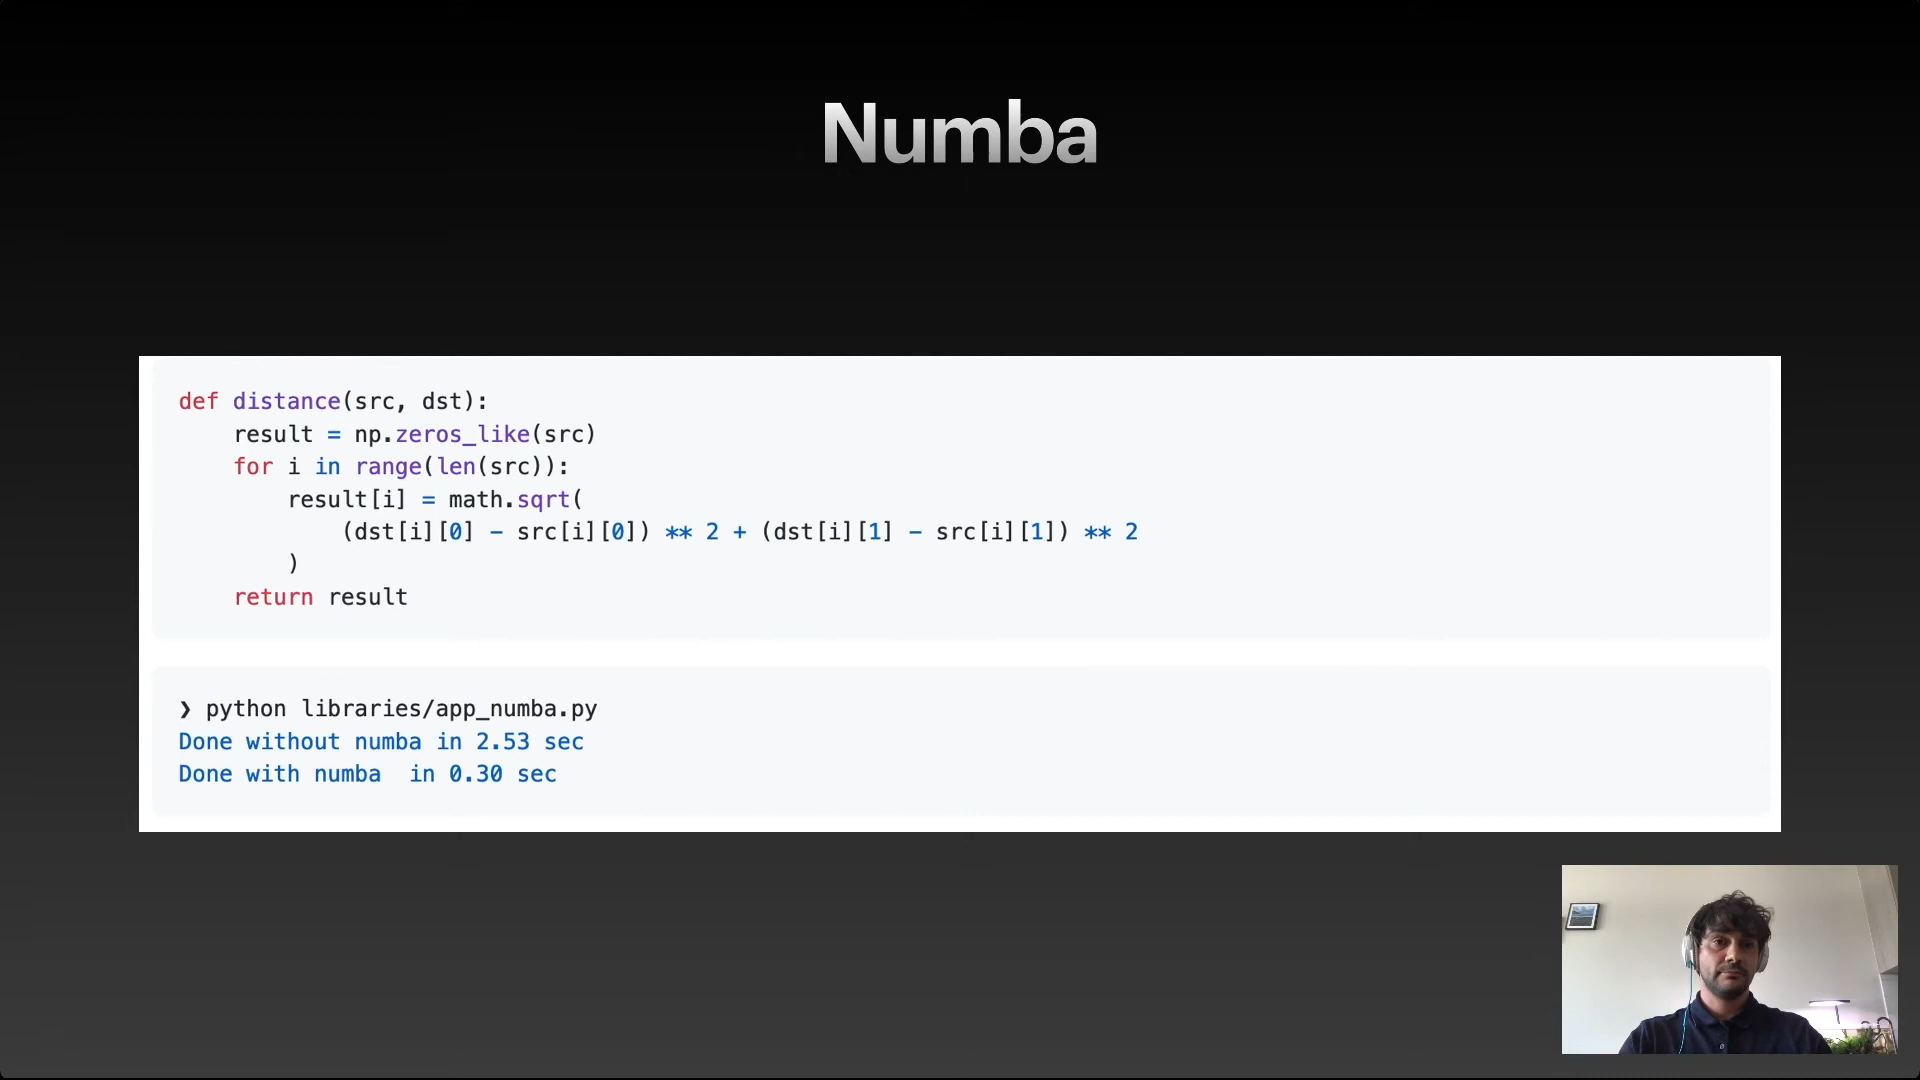 Numba
def distance(src, dst):
    result = np.zeros_like(src)
    for i in range(len(src)):
        result[i] = math.sqrt(
            (dst[i][0] - src[i][0]) ** 2 + (dst[i][1] - src[i][1]) ** 2
        )
    return result
❯ python libraries/app_numba.py
Done without numba in 2.53 sec
Done with numba  in 0.30 sec